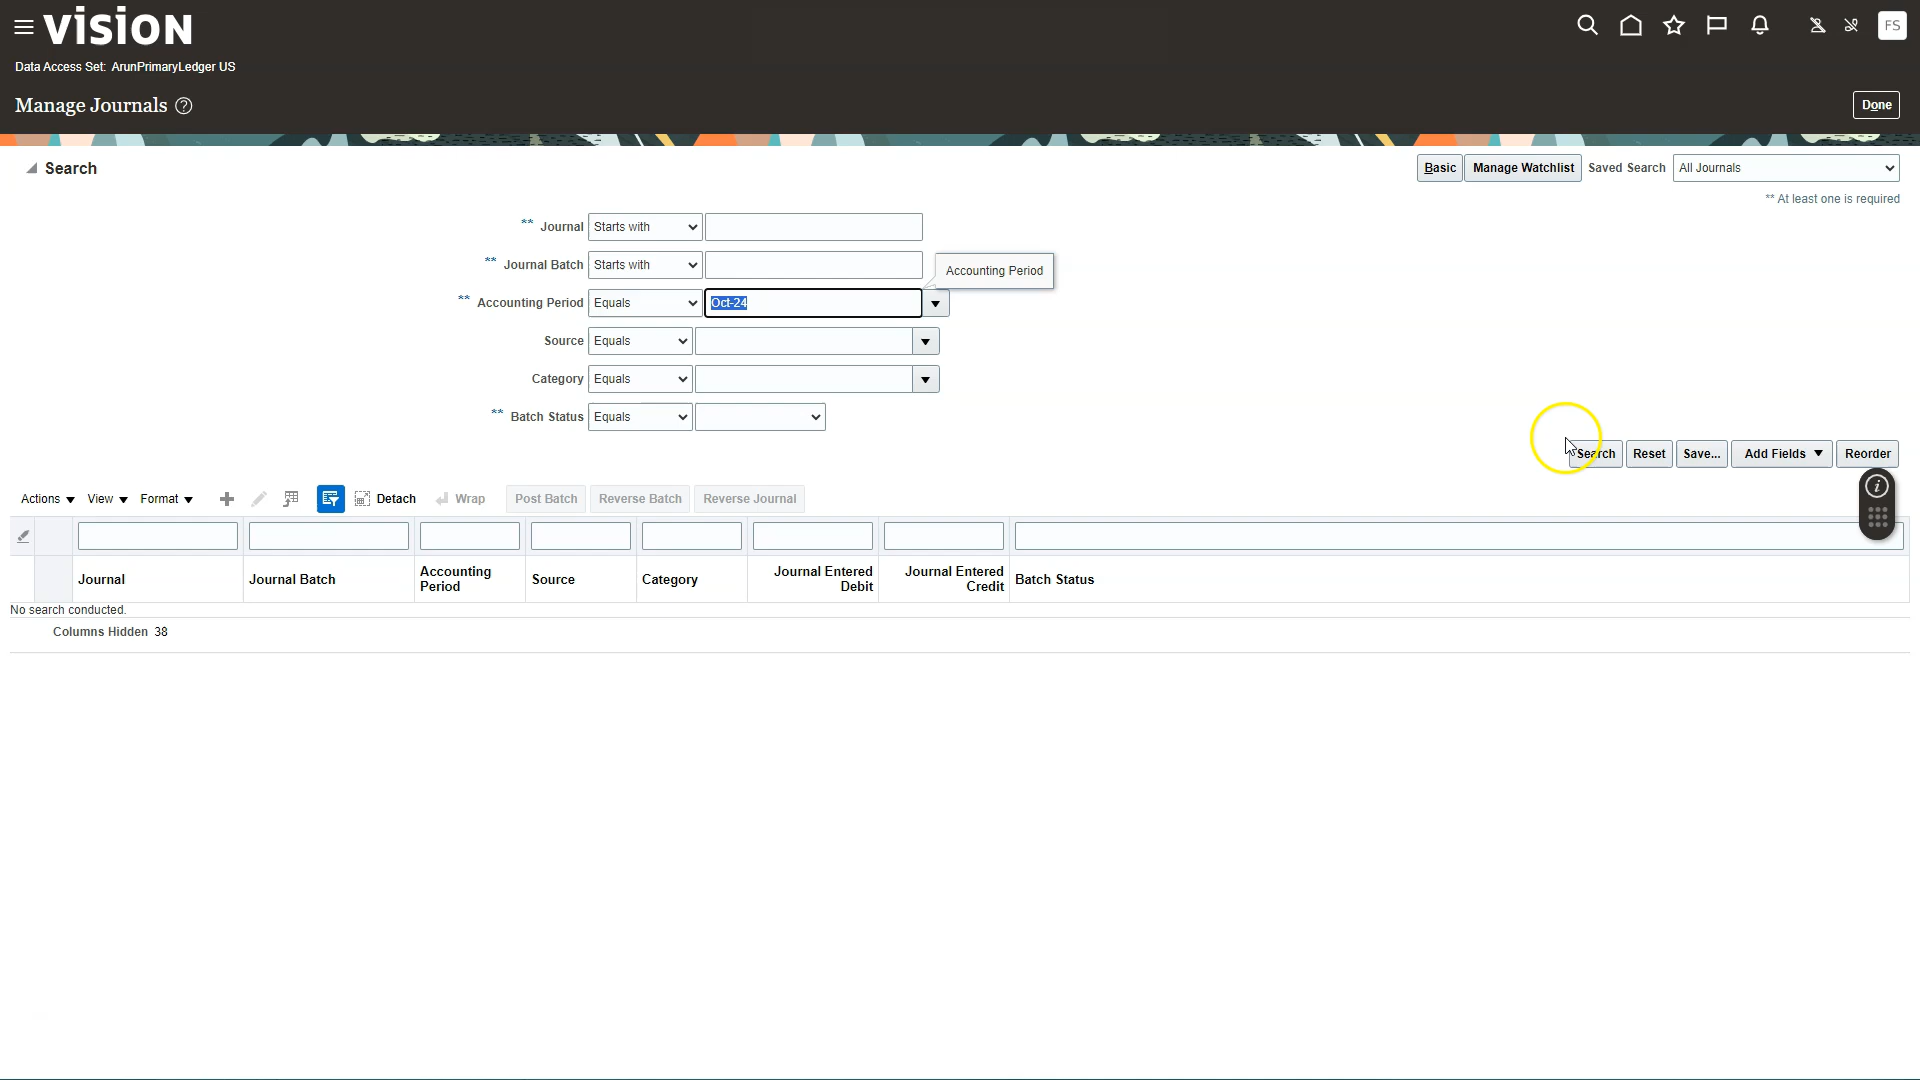 VISION
FS
Data Access Set: ArunPrimaryLedger US
Manage Journals ?
Done
Search
Basic Manage Watchlist Saved Search All Journals
** At least one is required
** Journal Starts with
** Journal Batch Starts with
Accounting Period
** Accounting Period Equals Oct-24
Source Equals
Category Equals
** Batch Status Equals
Search Reset Save... Add Fields Reorder
Actions View Format Detach Wrap Post Batch Reverse Batch Reverse Journal
Journal Journal Batch Accounting Period Source Category Journal Entered Debit Journal Entered Credit Batch Status
No search conducted.
Columns Hidden 38